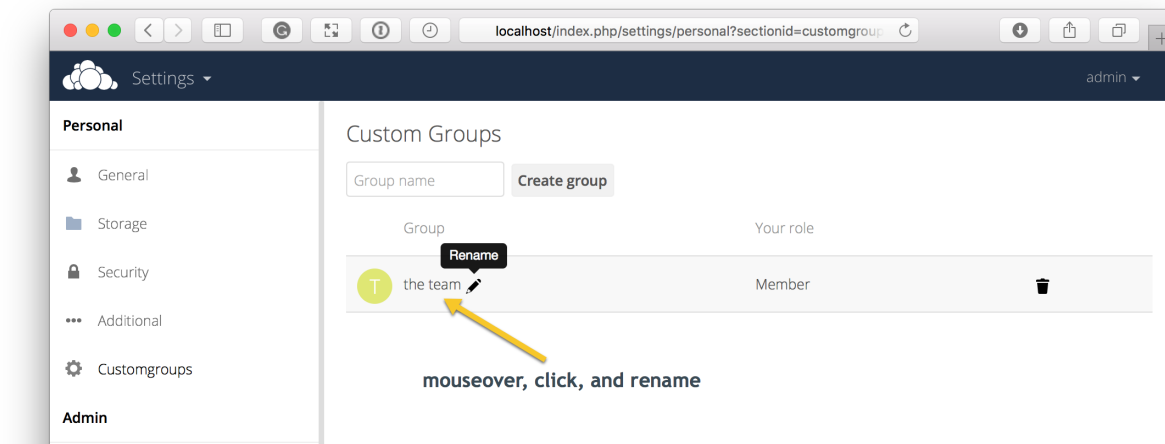 localhost/index.php/settings/personal?sectionid=customgroup
Settings
admin
Personal
General
Storage
Security
Additional
Customgroups
Admin
Custom Groups
Group name
Create group
Group
Your role
Rename
T
the team
Member
mouseover, click, and rename